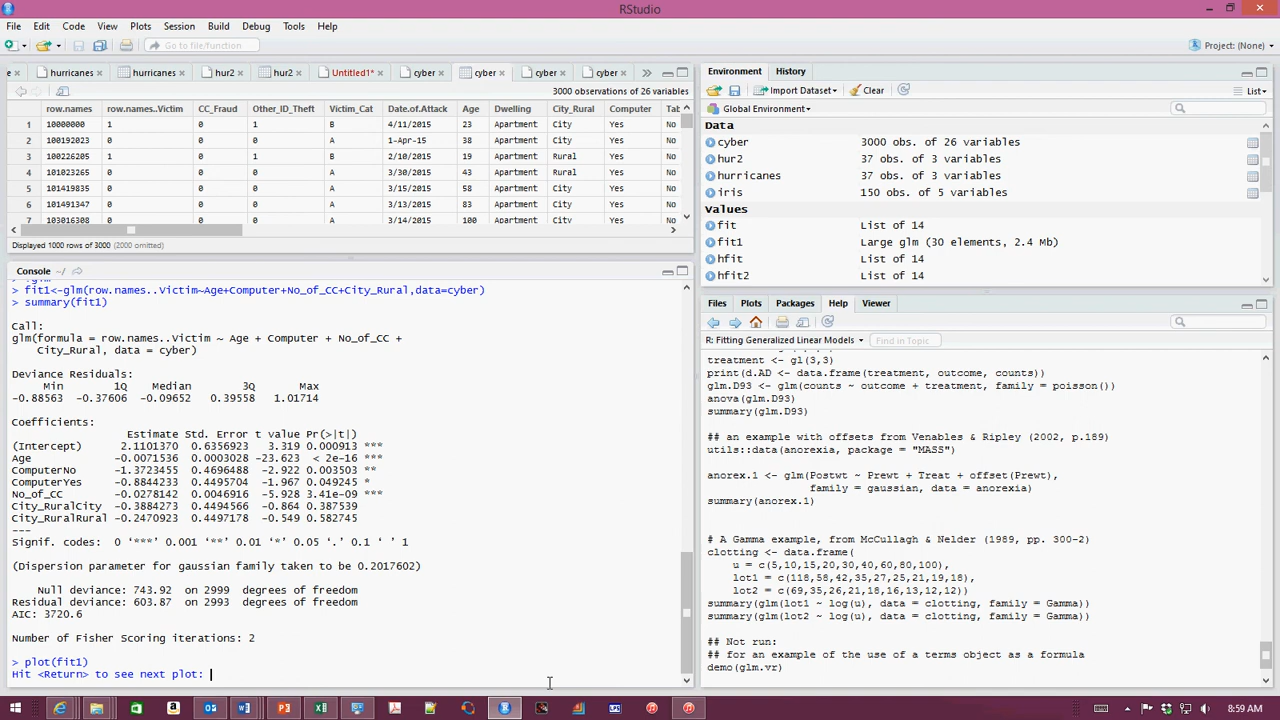 RStudio
File Edit Code View Plots Session Build Debug Tools Help
Go to file/function
Project: (None)
e hurricanes hurricanes hur2 hur2 Untitled1* cyber cyber cyber cyber
3000 observations of 26 variables
row.names row.names..Victim CC_Fraud Other_ID_Theft Victim_Cat Date.of.Attack Age Dwelling City_Rural Computer Tab
1 10000000 1 0 1 B 4/11/2015 23 Apartment City Yes No
2 100192023 0 0 0 A 1-Apr-15 38 Apartment City Yes No
3 100226205 1 0 1 B 2/10/2015 19 Apartment Rural Yes No
4 101023265 0 0 0 A 3/30/2015 43 Apartment Rural Yes No
5 101419835 0 0 0 A 3/15/2015 58 Apartment City Yes No
6 101491347 0 0 0 A 3/13/2015 83 Apartment City Yes No
7 103016308 0 0 0 A 3/14/2015 100 Apartment City Yes No
Displayed 1000 rows of 3000 (2000 omitted)
Console ~/
> ?glm
> fit1<-glm(row.names..Victim~Age+Computer+No_of_CC+City_Rural,data=cyber)
> summary(fit1)
Call:
glm(formula = row.names..Victim ~ Age + Computer + No_of_CC +
City_Rural, data = cyber)
Deviance Residuals:
Min 1Q Median 3Q Max
-0.88563 -0.37606 -0.09652 0.39558 1.01714
Coefficients:
Estimate Std. Error t value Pr(>|t|)
(Intercept) 2.1101370 0.6356923 3.319 0.000913 ***
Age -0.0071536 0.0003028 -23.623 < 2e-16 ***
ComputerNo -1.3723455 0.4696488 -2.922 0.003503 **
ComputerYes -0.8844233 0.4495704 -1.967 0.049245 *
No_of_CC -0.0278142 0.0046916 -5.928 3.41e-09 ***
City_RuralCity -0.3884273 0.4494566 -0.864 0.387539
City_RuralRural -0.2470923 0.4497178 -0.549 0.582745
---
Signif. codes: 0 ‘***’ 0.001 ‘**’ 0.01 ‘*’ 0.05 ‘.’ 0.1 ‘ ’ 1
(Dispersion parameter for gaussian family taken to be 0.2017602)
Null deviance: 743.92 on 2999 degrees of freedom
Residual deviance: 603.87 on 2993 degrees of freedom
AIC: 3720.6
Number of Fisher Scoring iterations: 2
> plot(fit1)
Hit <Return> to see next plot:
Environment History
Import Dataset Clear List
Global Environment
Data
cyber 3000 obs. of 26 variables
hur2 37 obs. of 3 variables
hurricanes 37 obs. of 3 variables
iris 150 obs. of 5 variables
Values
fit List of 14
fit1 Large glm (30 elements, 2.4 Mb)
hfit List of 14
hfit2 List of 14
Files Plots Packages Help Viewer
R: Fitting Generalized Linear Models Find in Topic
treatment <- gl(3,3)
print(d.AD <- data.frame(treatment, outcome, counts))
glm.D93 <- glm(counts ~ outcome + treatment, family = poisson())
anova(glm.D93)
summary(glm.D93)
## an example with offsets from Venables & Ripley (2002, p.189)
utils::data(anorexia, package = "MASS")
anorex.1 <- glm(Postwt ~ Prewt + Treat + offset(Prewt),
family = gaussian, data = anorexia)
summary(anorex.1)
# A Gamma example, from McCullagh & Nelder (1989, pp. 300-2)
clotting <- data.frame(
u = c(5,10,15,20,30,40,60,80,100),
lot1 = c(118,58,42,35,27,25,21,19,18),
lot2 = c(69,35,26,21,18,16,13,12,12))
summary(glm(lot1 ~ log(u), data = clotting, family = Gamma))
summary(glm(lot2 ~ log(u), data = clotting, family = Gamma))
## Not run:
## for an example of the use of a terms object as a formula
demo(glm.vr)
8:59 AM